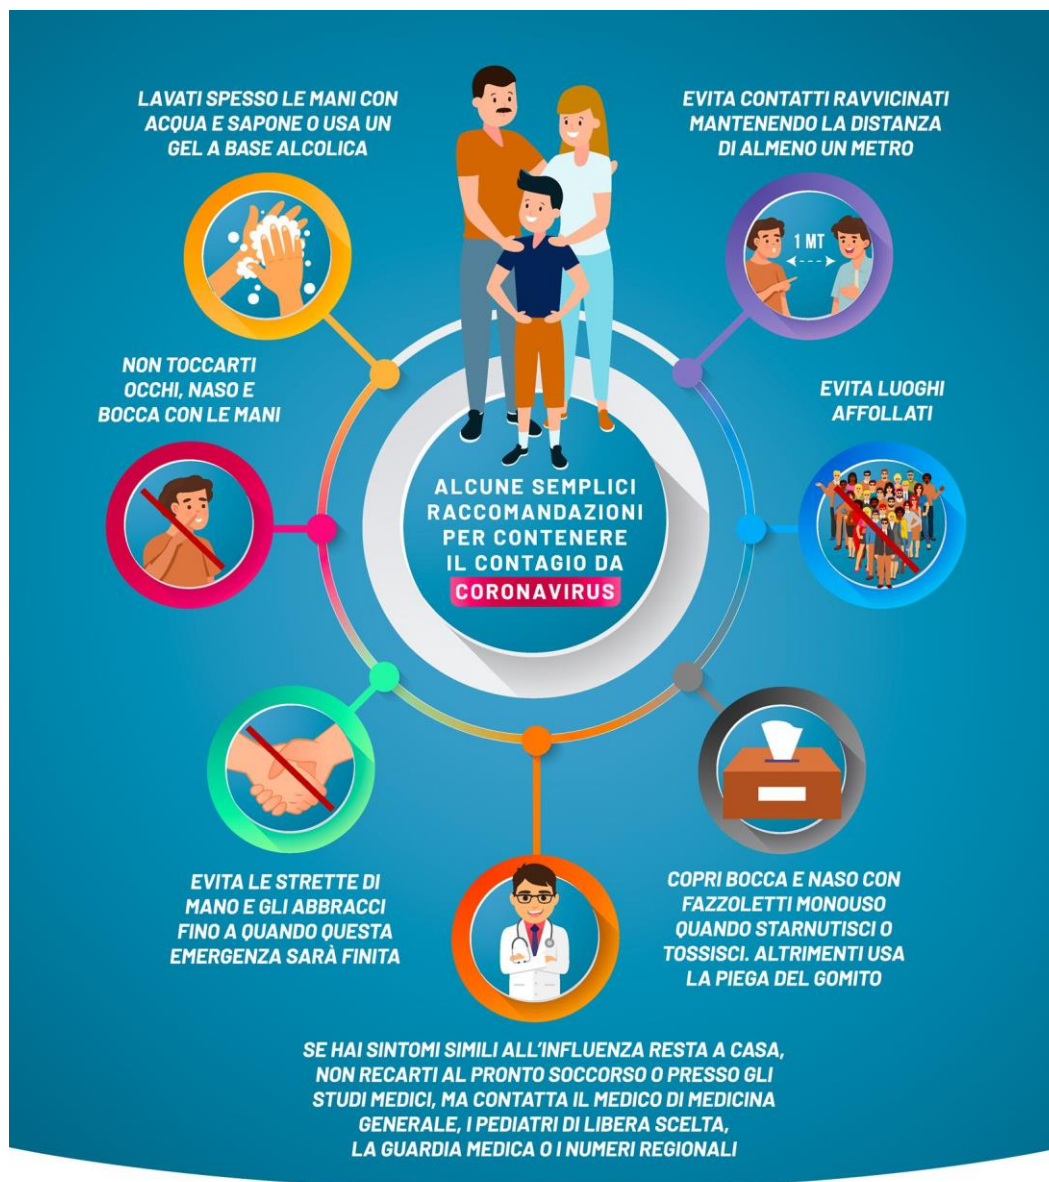 LAVATI SPESSO LE MANI CON
ACQUA E SAPONE O USA UN
GEL A BASE ALCOLICA
EVITA CONTATTI RAVVICINATI
MANTENENDO LA DISTANZA
DI ALMENO UN METRO
1 MT
NON TOCCARTI
OCCHI, NASO E
BOCCA CON LE MANI
EVITA LUOGHI
AFFOLLATI
ALCUNE SEMPLICI
RACCOMANDAZIONI
PER CONTENERE
IL CONTAGIO DA
CORONAVIRUS
EVITA LE STRETTE DI
MANO E GLI ABBRACCI
FINO A QUANDO QUESTA
EMERGENZA SARÀ FINITA
COPRI BOCCA E NASO CON
FAZZOLETTI MONOUSO
QUANDO STARNUTISCI O
TOSSISCI. ALTRIMENTI USA
LA PIEGA DEL GOMITO
SE HAI SINTOMI SIMILI ALL'INFLUENZA RESTA A CASA,
NON RECARTI AL PRONTO SOCCORSO O PRESSO GLI
STUDI MEDICI, MA CONTATTA IL MEDICO DI MEDICINA
GENERALE, I PEDIATRI DI LIBERA SCELTA,
LA GUARDIA MEDICA O I NUMERI REGIONALI